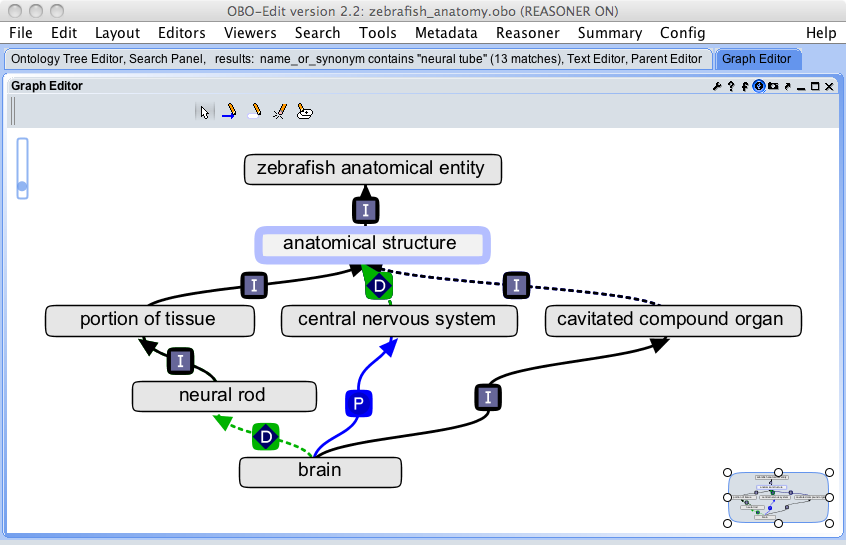 OBO-Edit version 2.2: zebrafish_anatomy.obo (REASONER ON)
File Edit Layout Editors Viewers Search Tools Metadata Reasoner Summary Config Help
Ontology Tree Editor, Search Panel, results: name_or_synonym contains "neural tube" (13 matches), Text Editor, Parent Editor Graph Editor
Graph Editor
zebrafish anatomical entity
I
anatomical structure
I D I
portion of tissue central nervous system cavitated compound organ
I
neural rod P I
D
brain